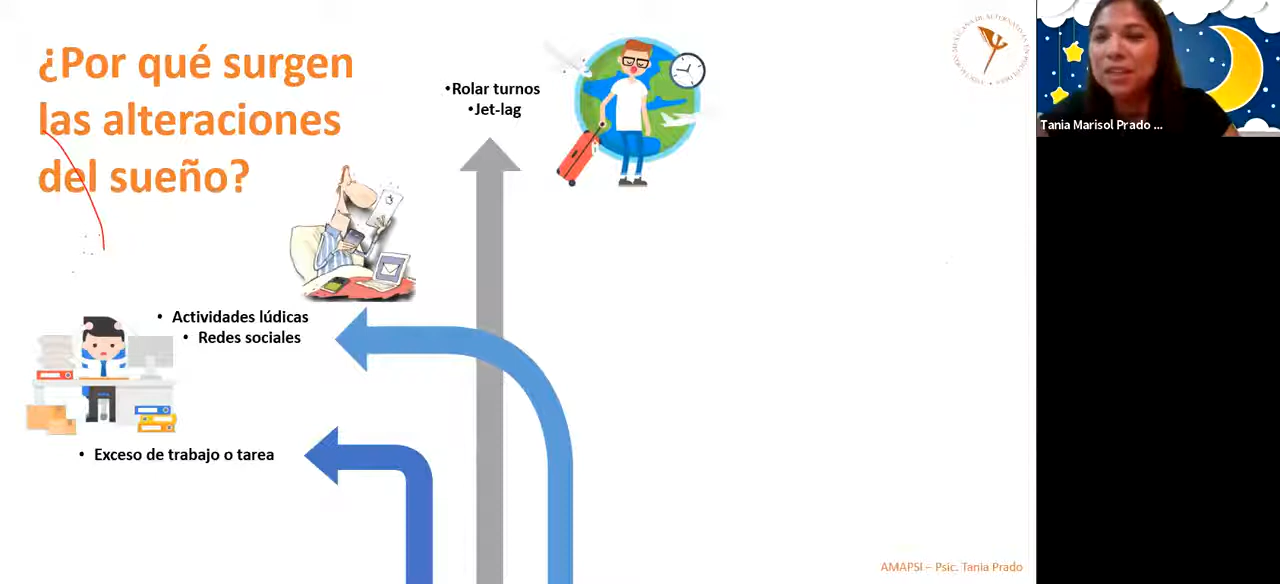 ¿Por qué surgen
las alteraciones
del sueño?
•Rolar turnos
•Jet-lag
• Actividades lúdicas
• Redes sociales
• Exceso de trabajo o tarea
AMAPSI – Psic. Tania Prado
Tania Marisol Prado ...